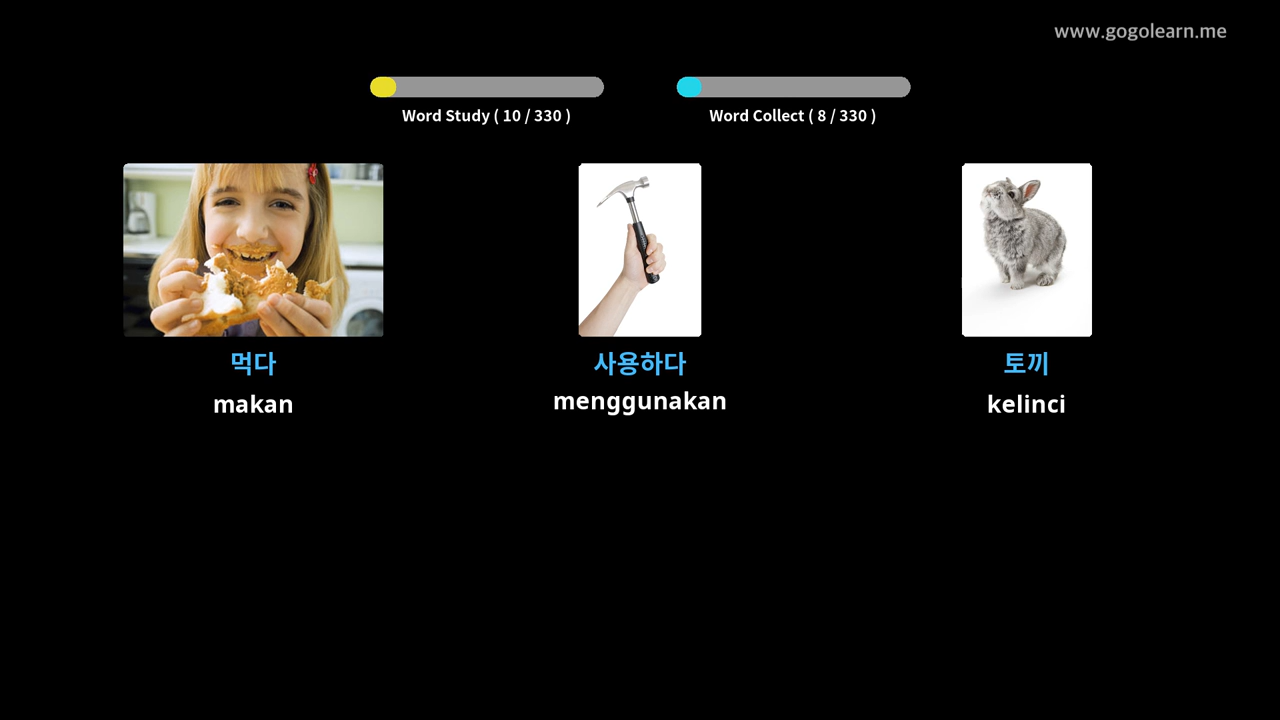 www.gogolearn.me
Word Study ( 10 / 330 )
Word Collect ( 8 / 330 )
먹다
makan
사용하다
menggunakan
토끼
kelinci